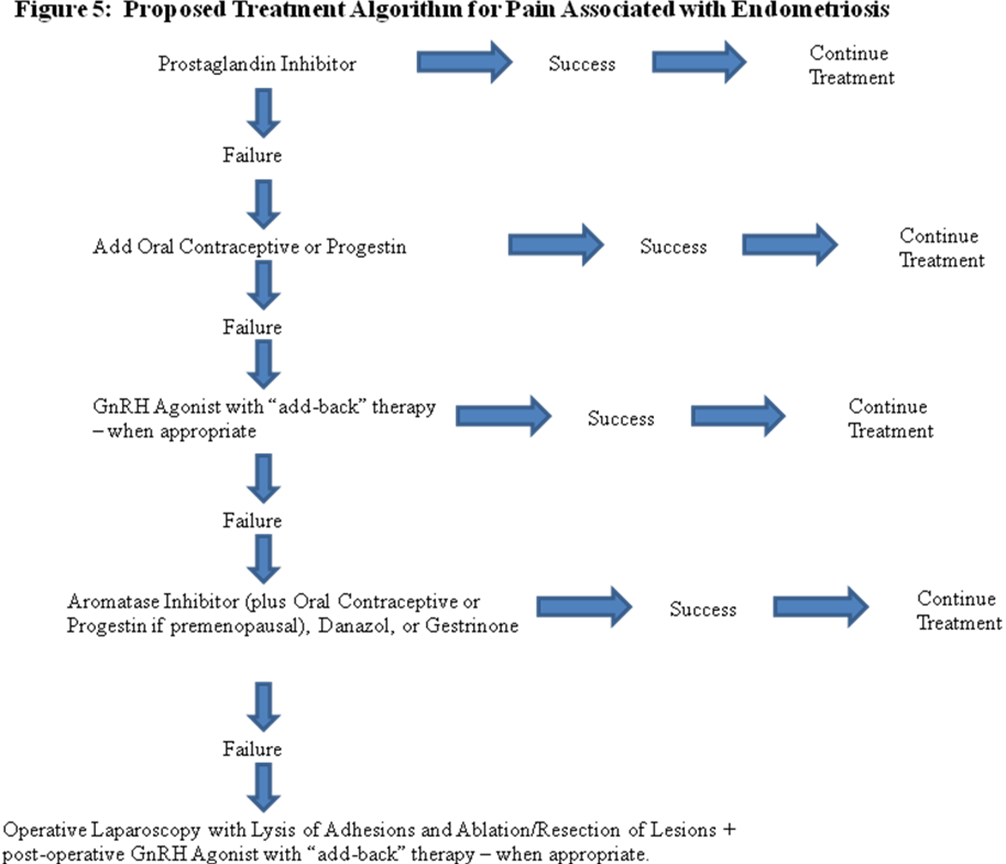 Figure 5: Proposed Treatment Algorithm for Pain Associated with Endometriosis
Prostaglandin Inhibitor
Success
Continue
Treatment
Failure
Add Oral Contraceptive or Progestin
Success
Continue
Treatment
Failure
GnRH Agonist with “add-back” therapy
– when appropriate
Success
Continue
Treatment
Failure
Aromatase Inhibitor (plus Oral Contraceptive or
Progestin if premenopausal), Danazol, or Gestrinone
Success
Continue
Treatment
Failure
Operative Laparoscopy with Lysis of Adhesions and Ablation/Resection of Lesions +
post-operative GnRH Agonist with “add-back” therapy – when appropriate.